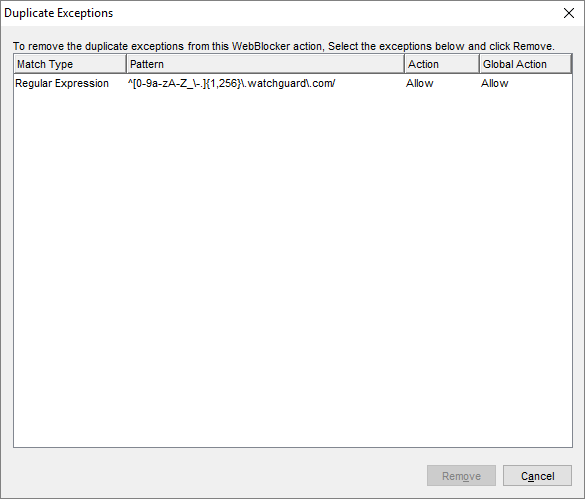 Duplicate Exceptions
To remove the duplicate exceptions from this WebBlocker action, Select the exceptions below and click Remove.
Match Type Pattern Action Global Action
Regular Expression ^[0-9a-zA-Z_\-.]{1,256}\.watchguard\.com/ Allow Allow
Remove Cancel